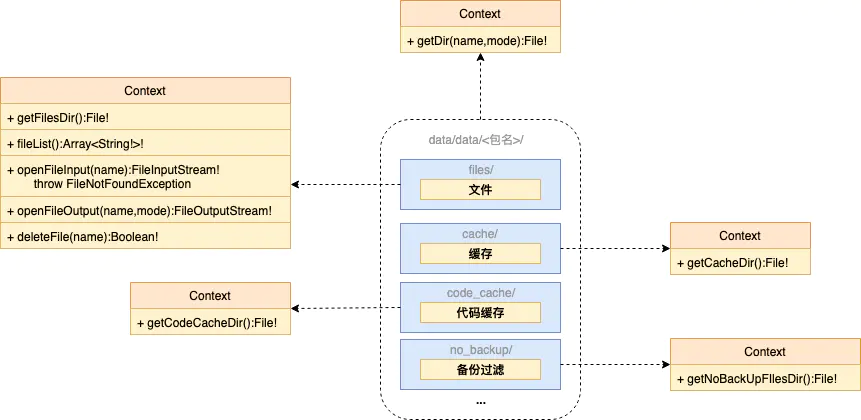 Context
+ getDir(name,mode):File!
Context
+ getFilesDir():File!
+ fileList():Array<String!>!
+ openFileInput(name):FileInputStream!
throw FileNotFoundException
+ openFileOutput(name,mode):FileOutputStream!
+ deleteFile(name):Boolean!
data/data/<包名>/
files/
文件
cache/
缓存
Context
+ getCacheDir():File!
code_cache/
代码缓存
Context
+ getCodeCacheDir():File!
no_backup/
备份过滤
...
Context
+ getNoBackUpFIlesDir():File!